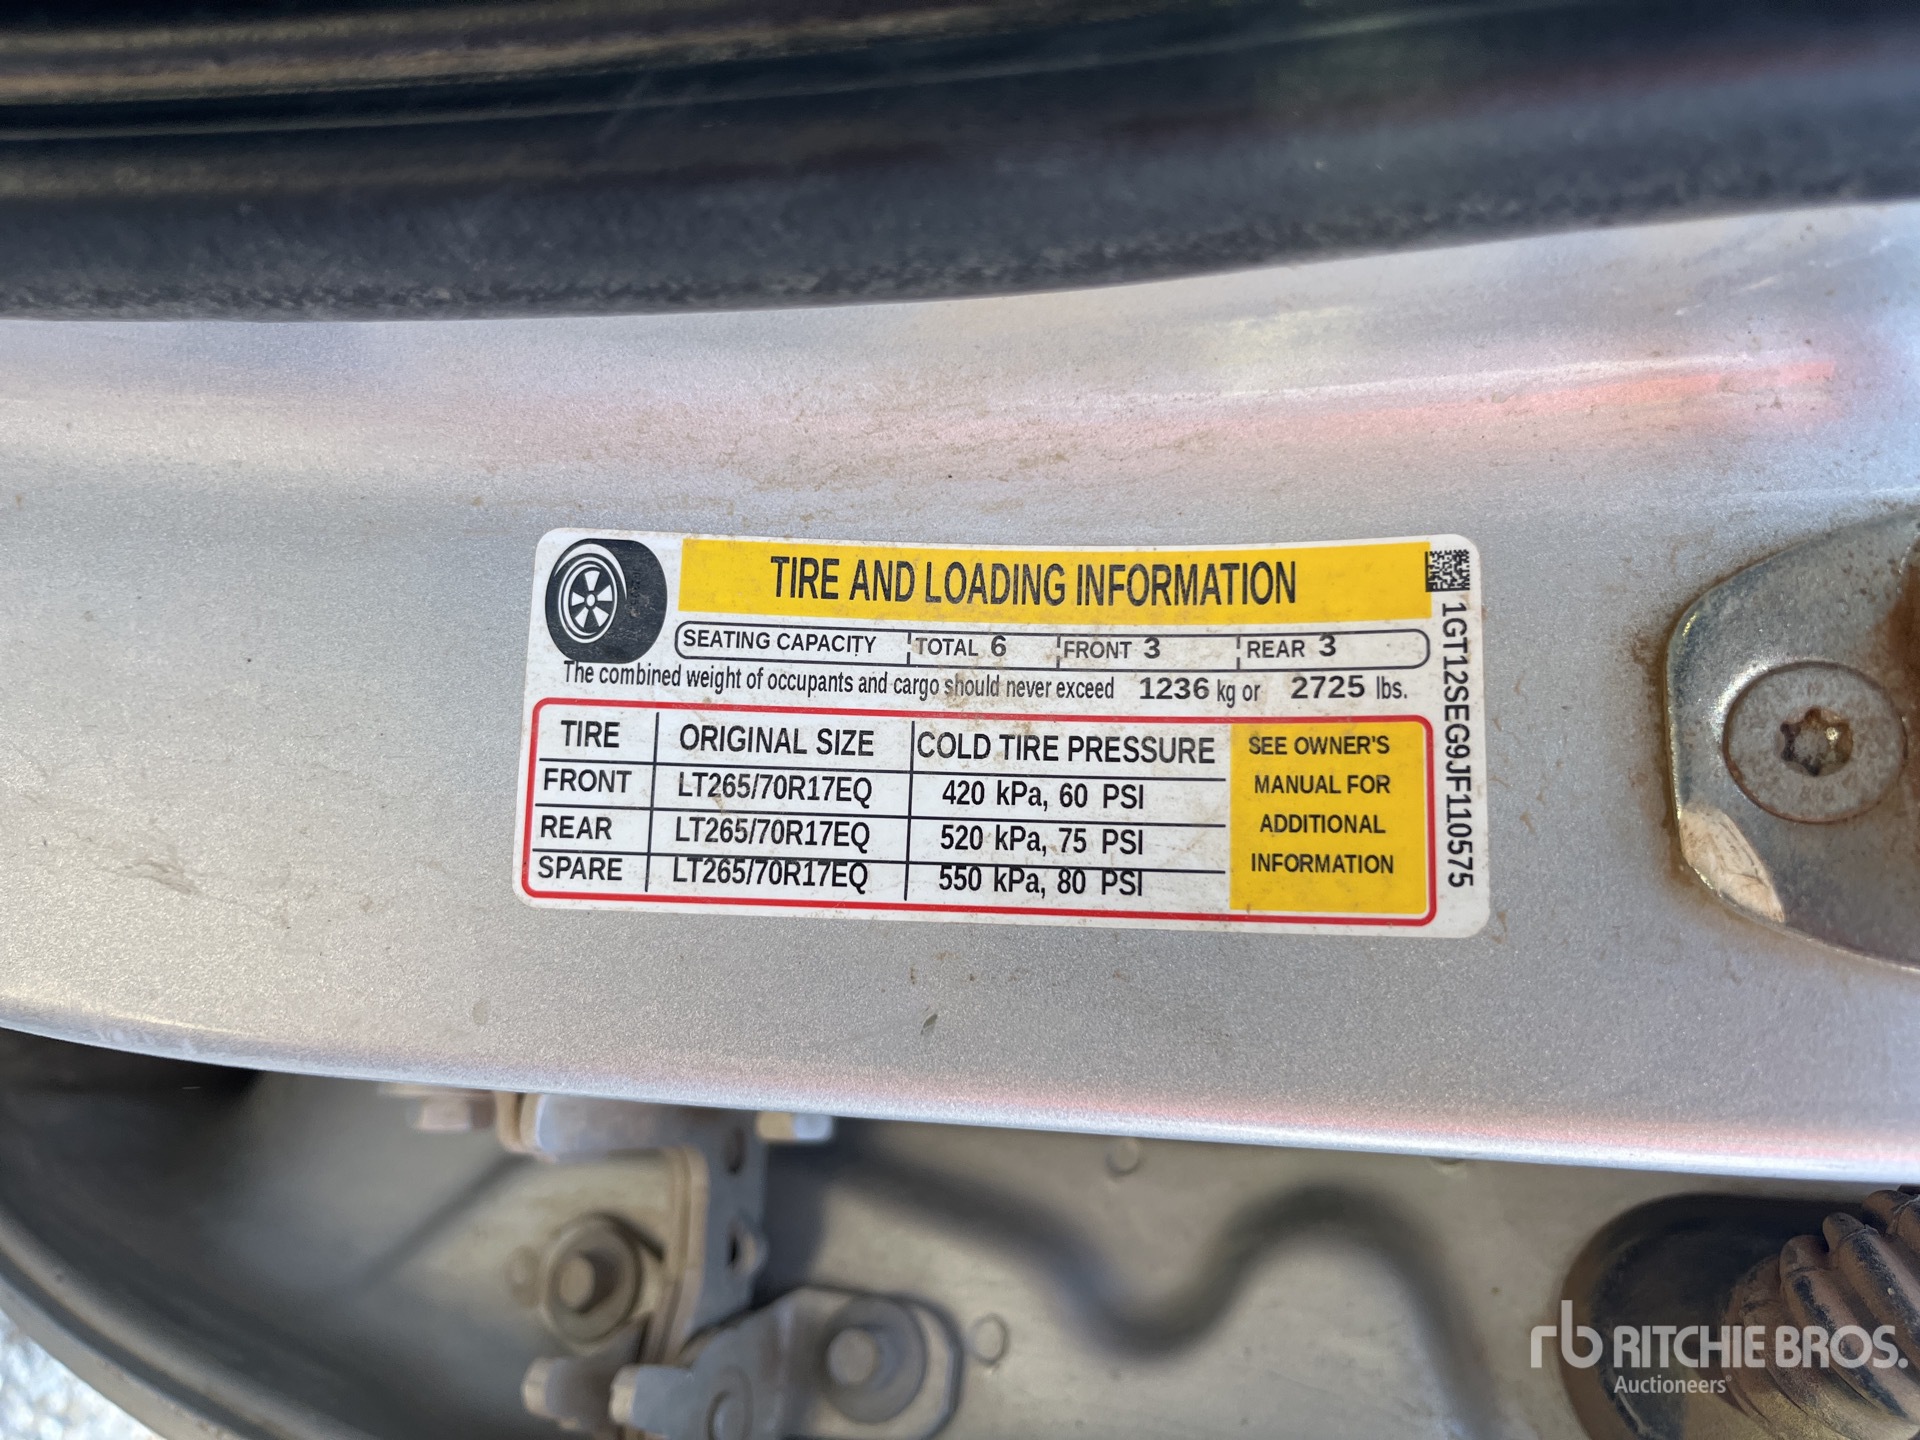 TIRE AND LOADING INFORMATION
SEATING CAPACITY TOTAL 6 FRONT 3 REAR 3
The combined weight of occupants and cargo should never exceed 1236 kg or 2725 lbs.
TIRE ORIGINAL SIZE COLD TIRE PRESSURE
FRONT LT265/70R17EQ 420 kPa, 60 PSI
REAR LT265/70R17EQ 520 kPa, 75 PSI
SPARE LT265/70R17EQ 550 kPa, 80 PSI
SEE OWNER'S
MANUAL FOR
ADDITIONAL
INFORMATION
1GT12SEG9JF110575
rb RITCHIE BROS.
Auctioneers